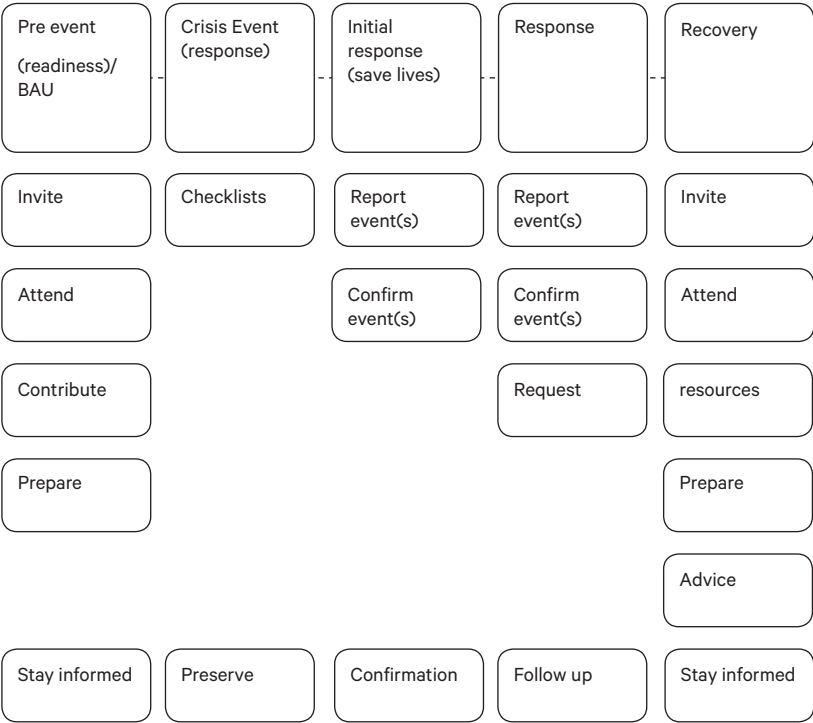 Pre event
(readiness)/
BAU
Crisis Event
(response)
Initial
response
(save lives)
Response
Recovery
Invite
Checklists
Report
event(s)
Report
event(s)
Invite
Attend
Confirm
event(s)
Confirm
event(s)
Attend
Contribute
Request
resources
Prepare
Prepare
Advice
Stay informed
Preserve
Confirmation
Follow up
Stay informed